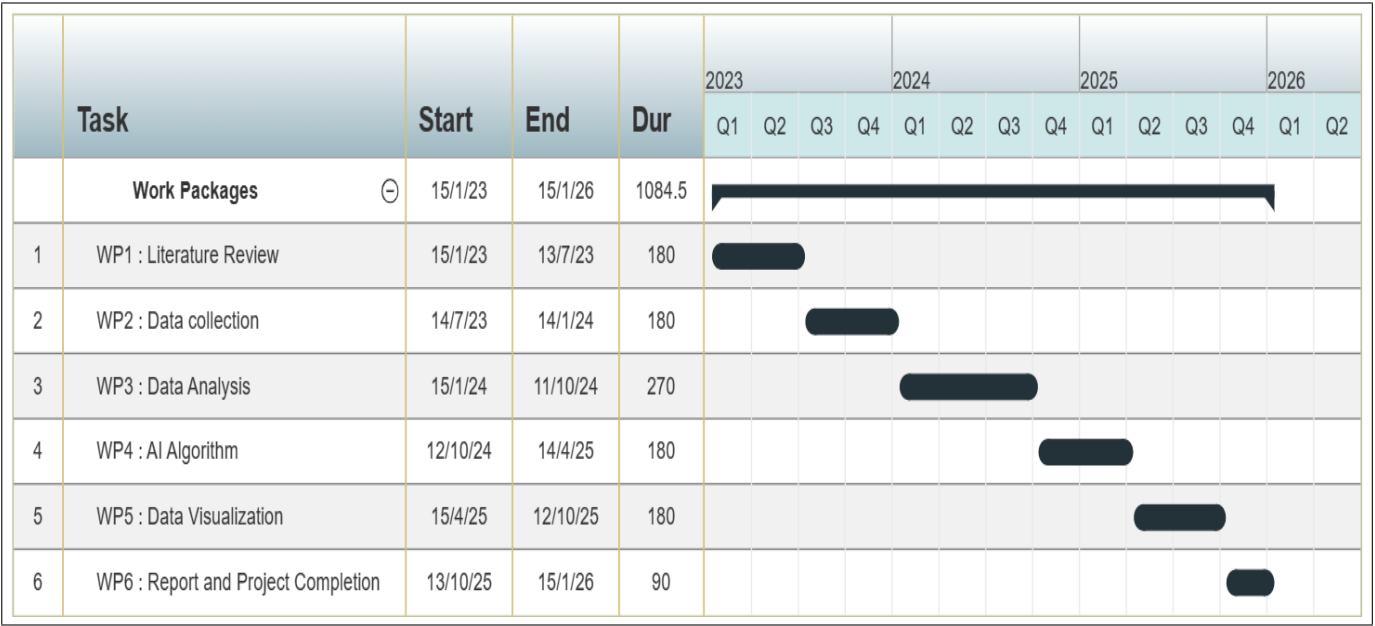 2023 2024 2025 2026
Task Start End Dur Q1 Q2 Q3 Q4 Q1 Q2 Q3 Q4 Q1 Q2 Q3 Q4 Q1 Q2
Work Packages 15/1/23 15/1/26 1084.5
1 WP1 : Literature Review 15/1/23 13/7/23 180
2 WP2 : Data collection 14/7/23 14/1/24 180
3 WP3 : Data Analysis 15/1/24 11/10/24 270
4 WP4 : AI Algorithm 12/10/24 14/4/25 180
5 WP5 : Data Visualization 15/4/25 12/10/25 180
6 WP6 : Report and Project Completion 13/10/25 15/1/26 90